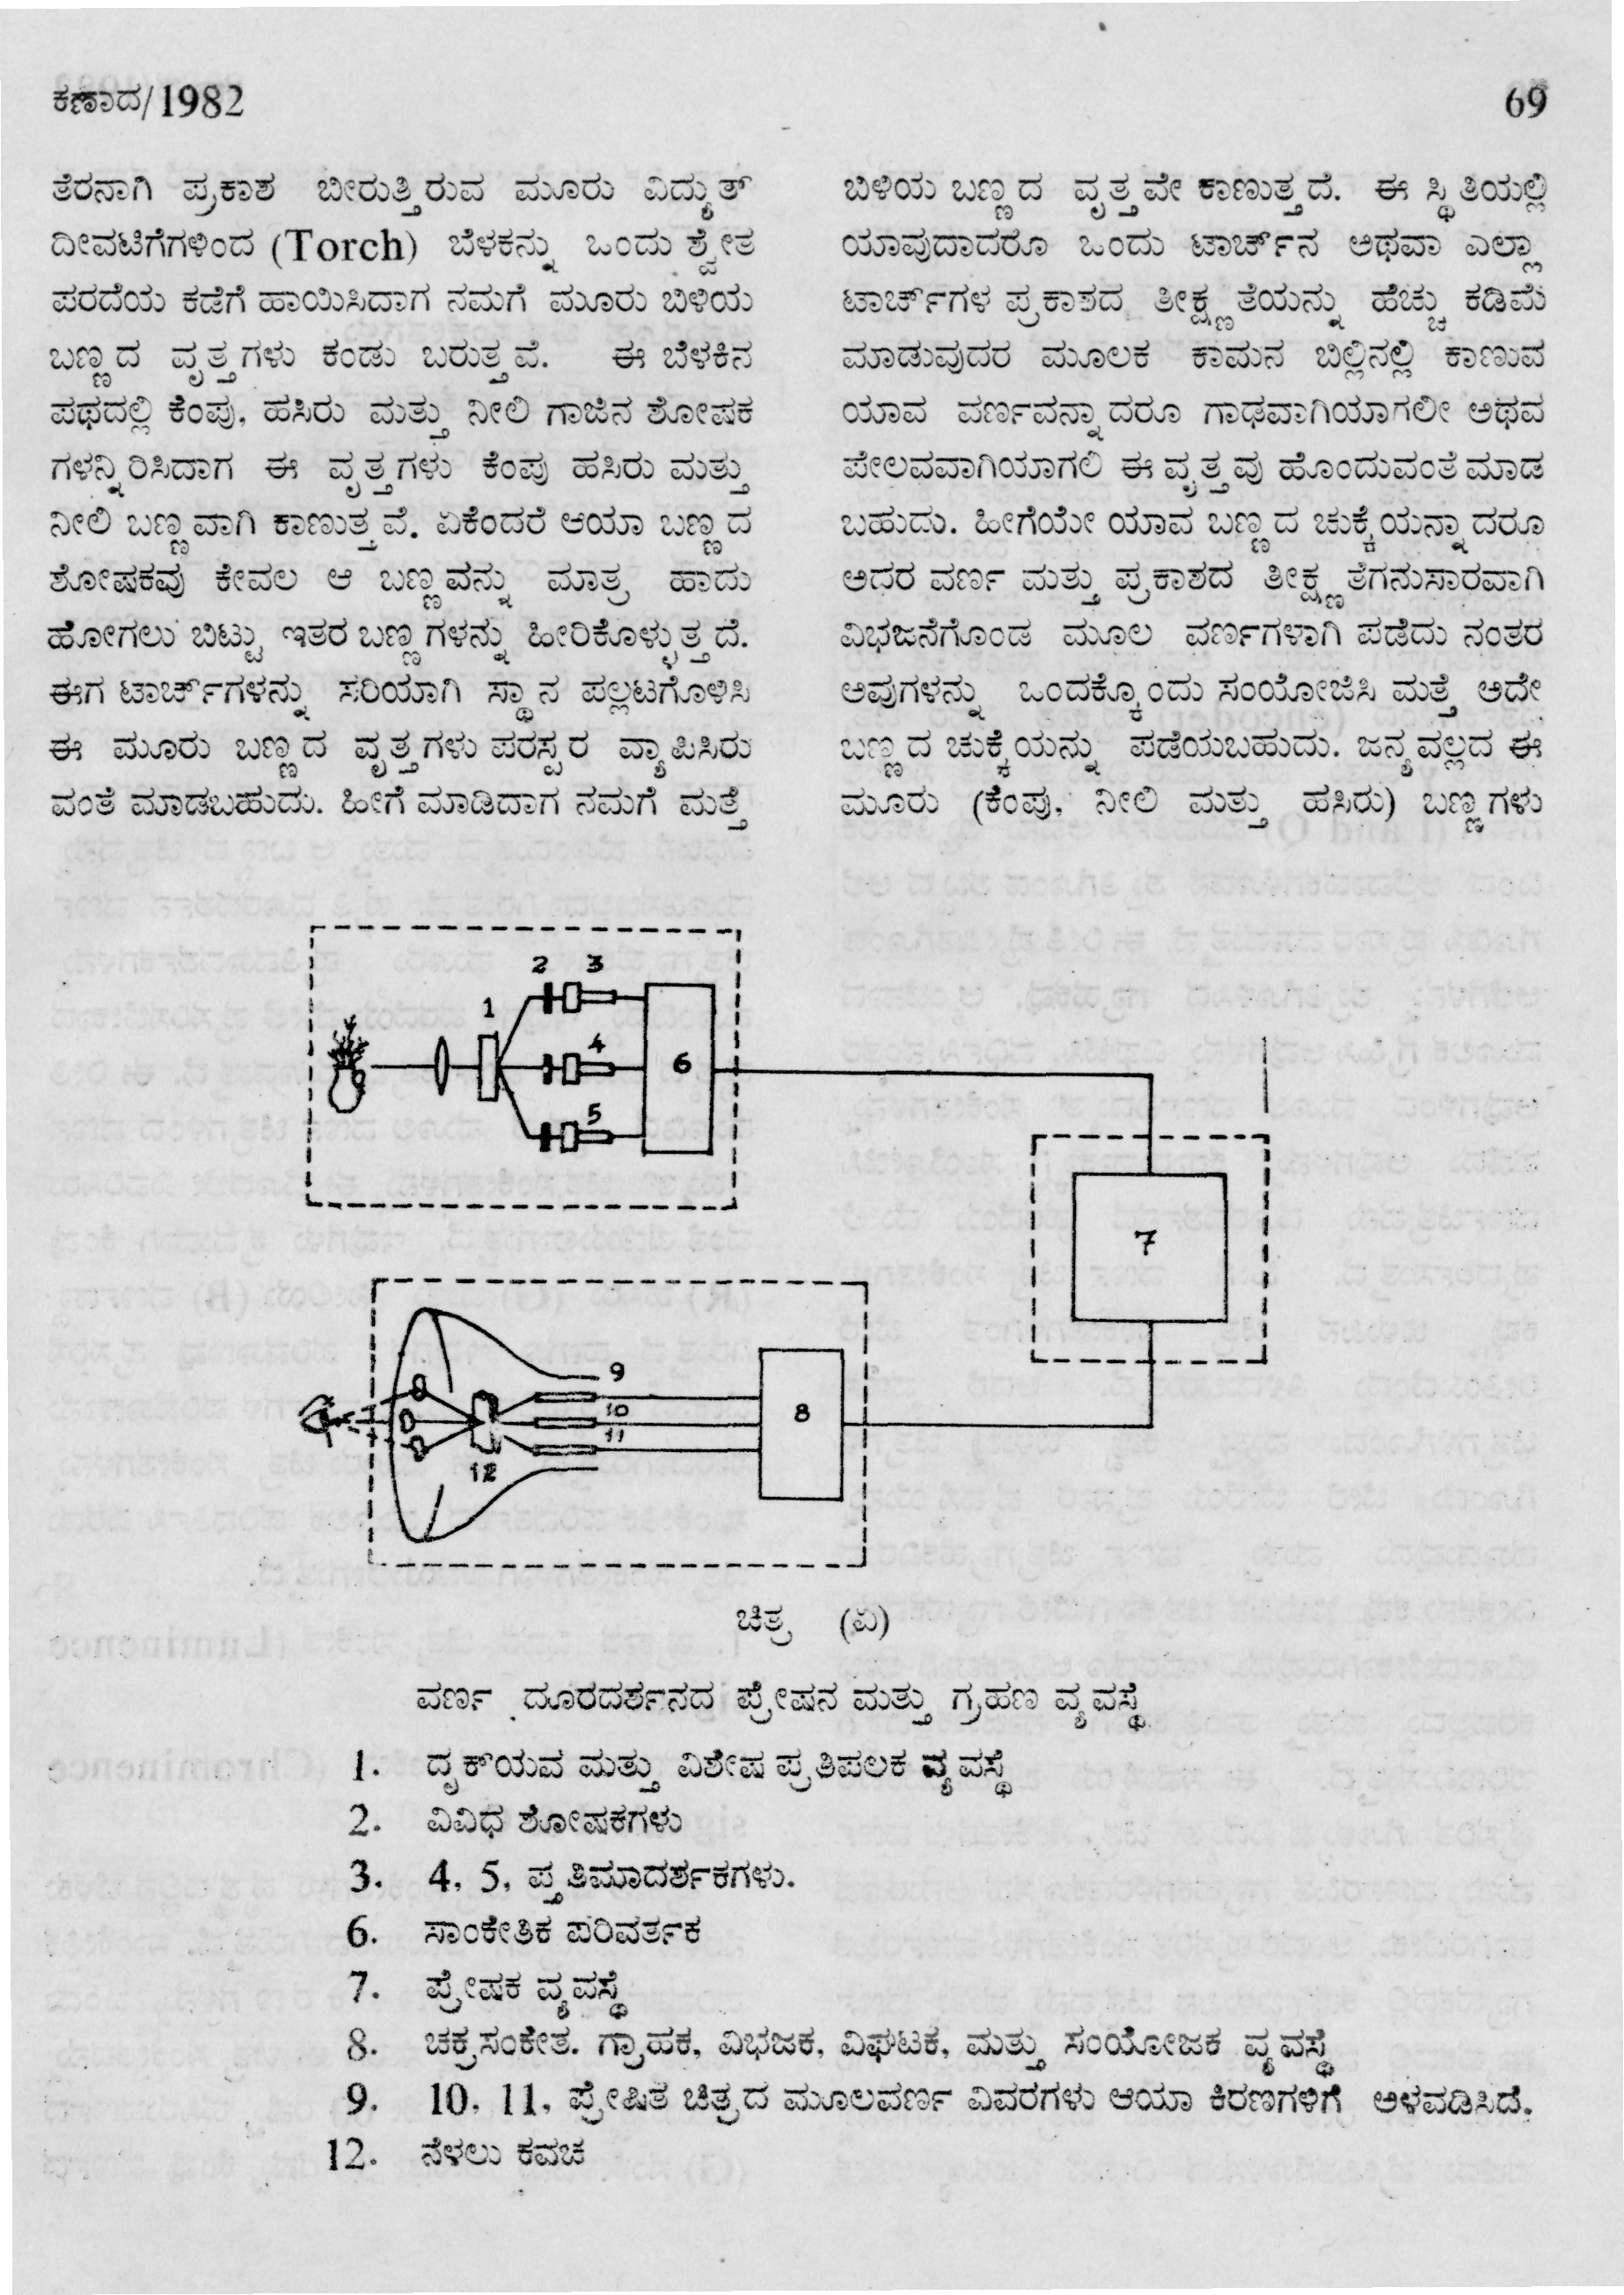 ಕಣಾದ/1982
69
ತೆರನಾಗಿ ಪ್ರಕಾಶ ಬೀರುತ್ತಿರುವ ಮೂರು ವಿದ್ಯುತ್
ದೀವಟಿಗೆಗಳಿಂದ (Torch) ಬೆಳಕನ್ನು ಒಂದು ಶ್ವೇತ
ಪರದೆಯ ಕಡೆಗೆ ಹಾಯಿಸಿದಾಗ ನಮಗೆ ಮೂರು ಬಿಳಿಯ
ಬಣ್ಣದ ವೃತ್ತಗಳು ಕಂಡು ಬರುತ್ತವೆ. ಈ ಬೆಳಕಿನ
ಪಥದಲ್ಲಿ ಕೆಂಪು, ಹಸಿರು ಮತ್ತು ನೀಲಿ ಗಾಜಿನ ಶೋಷಕ
ಗಳನ್ನಿರಿಸಿದಾಗ ಈ ವೃತ್ತಗಳು ಕೆಂಪು ಹಸಿರು ಮತ್ತು
ನೀಲಿ ಬಣ್ಣವಾಗಿ ಕಾಣುತ್ತವೆ. ಏಕೆಂದರೆ ಆಯಾ ಬಣ್ಣದ
ಶೋಷಕವು ಕೇವಲ ಆ ಬಣ್ಣವನ್ನು ಮಾತ್ರ ಹಾದು
ಹೋಗಲು ಬಿಟ್ಟು ಇತರ ಬಣ್ಣಗಳನ್ನು ಹೀರಿಕೊಳ್ಳುತ್ತದೆ.
ಈಗ ಟಾರ್ಚ್‌ಗಳನ್ನು ಸರಿಯಾಗಿ ಸ್ಥಾನ ಪಲ್ಲಟಗೊಳಿಸಿ
ಈ ಮೂರು ಬಣ್ಣದ ವೃತ್ತಗಳು ಪರಸ್ಪರ ವ್ಯಾಪಿಸಿರು
ವಂತೆ ಮಾಡಬಹುದು. ಹೀಗೆ ಮಾಡಿದಾಗ ನಮಗೆ ಮತ್ತೆ
ಬಿಳಿಯ ಬಣ್ಣದ ವೃತ್ತವೇ ಕಾಣುತ್ತದೆ. ಈ ಸ್ಥಿತಿಯಲ್ಲಿ
ಯಾವುದಾದರೂ ಒಂದು ಟಾರ್ಚ್‌ನ ಅಥವಾ ಎಲ್ಲಾ
ಟಾರ್ಚ್‌ಗಳ ಪ್ರಕಾಶದ ತೀಕ್ಷ್ಣತೆಯನ್ನು ಹೆಚ್ಚು ಕಡಿಮೆ
ಮಾಡುವುದರ ಮೂಲಕ ಕಾಮನ ಬಿಲ್ಲಿನಲ್ಲಿ ಕಾಣುವ
ಯಾವ ವರ್ಣವನ್ನಾದರೂ ಗಾಢವಾಗಿಯಾಗಲೀ ಅಥವ
ಪೇಲವವಾಗಿಯಾಗಲಿ ಈ ವೃತ್ತವು ಹೊಂದುವಂತೆ ಮಾಡ
ಬಹುದು. ಹೀಗೆಯೇ ಯಾವ ಬಣ್ಣದ ಚುಕ್ಕೆಯನ್ನಾದರೂ
ಅದರ ವರ್ಣ ಮತ್ತು ಪ್ರಕಾಶದ ತೀಕ್ಷ್ಣತೆಗನುಸಾರವಾಗಿ
ವಿಭಜನೆಗೊಂಡ ಮೂಲ ವರ್ಣಗಳಾಗಿ ಪಡೆದು ನಂತರ
ಅವುಗಳನ್ನು ಒಂದಕ್ಕೊಂದು ಸಂಯೋಜಿಸಿ ಮತ್ತೆ ಅದೇ
ಬಣ್ಣದ ಚುಕ್ಕೆಯನ್ನು ಪಡೆಯಬಹುದು. ಜನ್ಯವಲ್ಲದ ಈ
ಮೂರು (ಕೆಂಪು, ನೀಲಿ ಮತ್ತು ಹಸಿರು) ಬಣ್ಣಗಳು
2 3
1
4
6
5
7
9
10
8
11
12
ಚಿತ್ರ (ಎ)
ವರ್ಣ ದೂರದರ್ಶನದ ಪ್ರೇಷನ ಮತ್ತು ಗ್ರಹಣ ವ್ಯವಸ್ಥೆ
1. ದೃಕ್‌ಯವ ಮತ್ತು ವಿಶೇಷ ಪ್ರತಿಪಲಕ ವ್ಯವಸ್ಥೆ
2. ವಿವಿಧ ಶೋಷಕಗಳು
3. 4, 5, ಪ್ತತಿಮಾದರ್ಶಕಗಳು.
6. ಸಾಂಕೇತಿಕ ಪರಿವರ್ತಕ
7. ಪ್ರೇಷಕ ವ್ಯವಸ್ಥೆ
8. ಚಕ್ರಸಂಕೇತ. ಗ್ರಾಹಕ, ವಿಭಜಕ, ವಿಘಟಕ, ಮತ್ತು ಸಂಯೋಜಕ ವ್ಯವಸ್ಥೆ
9. 10, 11, ಪ್ರೇಷಿತ ಚಿತ್ರದ ಮೂಲವರ್ಣ ವಿವರಗಳು ಆಯಾ ಕಿರಣಗಳಿಗೆ ಅಳವಡಿಸಿದೆ.
12. ನೆಳಲು ಕವಚ